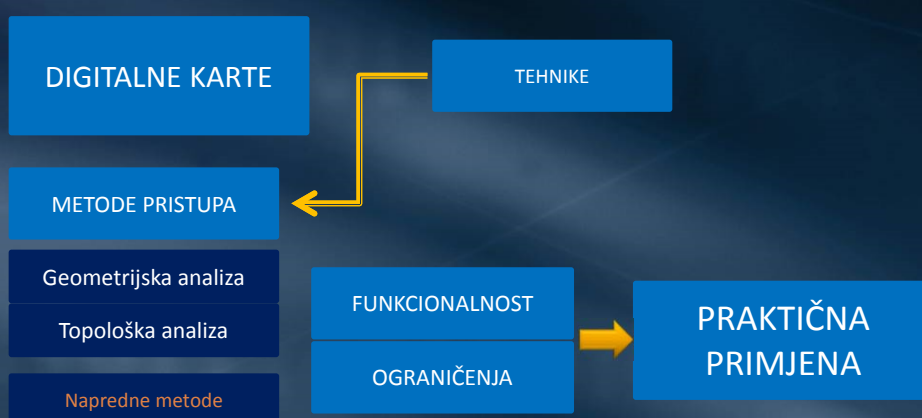 DIGITALNE KARTE
TEHNIKE
METODE PRISTUPA
Geometrijska analiza
Topološka analiza
Napredne metode
FUNKCIONALNOST
OGRANIČENJA
PRAKTIČNA
PRIMJENA